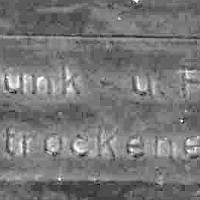 unk u. F
trockene